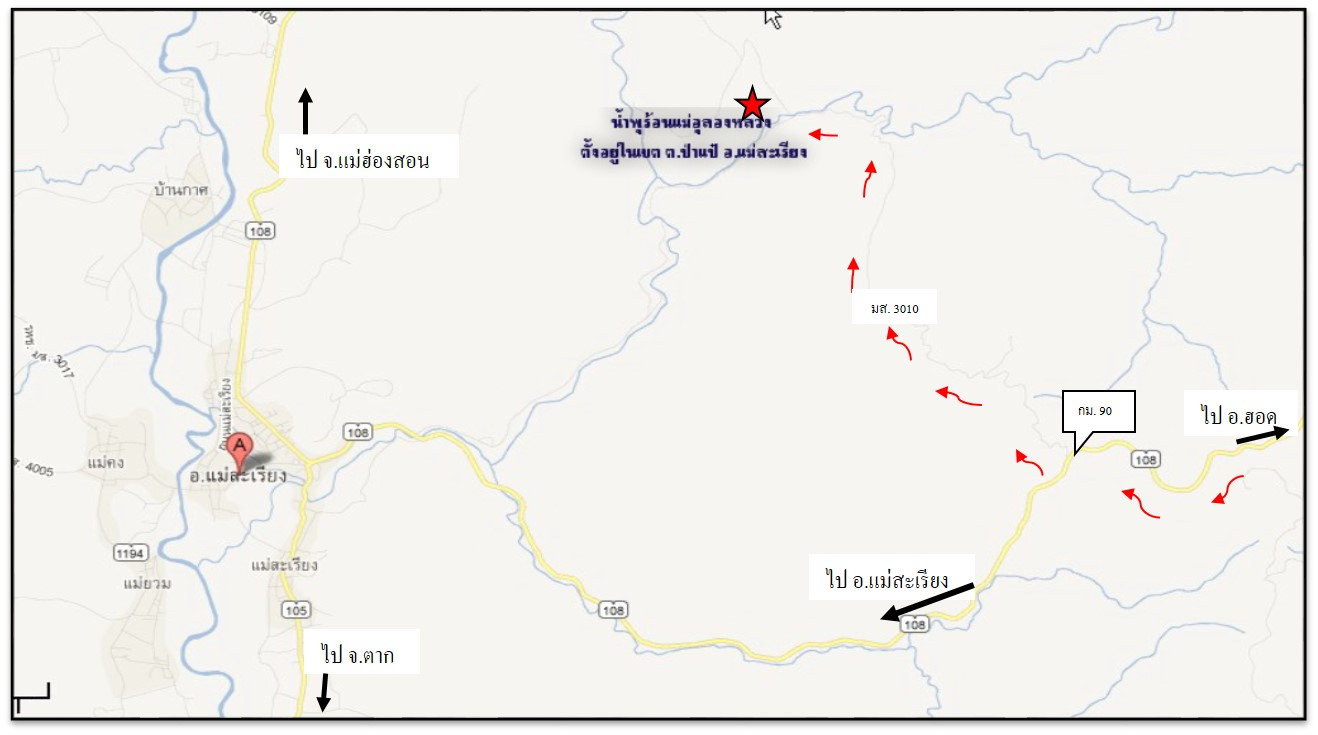 109
ไป จ.แม่ฮ่องสอน
น้ำพุร้อนแม่อุลองหลวง
ตั้งอยู่ในเขต ต.ป่าแป๋ อ.แม่สะเรียง
บ้านกาศ
108
มส. 3010
3017
กม. 90
ไป อ.ฮอด
108
แม่คง
4005
A
อ.แม่สะเรียง
108
1194
แม่ยวม
แม่สะเรียง
105
108
ไป อ.แม่สะเรียง
108
ไป จ.ตาก